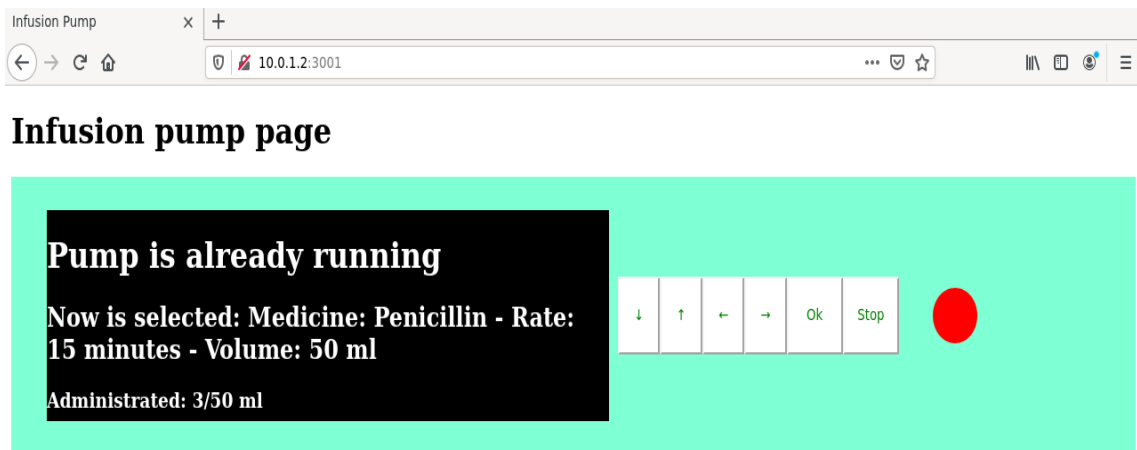 Infusion Pump
10.0.1.2:3001
Infusion pump page
Pump is already running
Now is selected: Medicine: Penicillin - Rate:
15 minutes - Volume: 50 ml
Administrated: 3/50 ml
↓ ↑ ← → Ok Stop